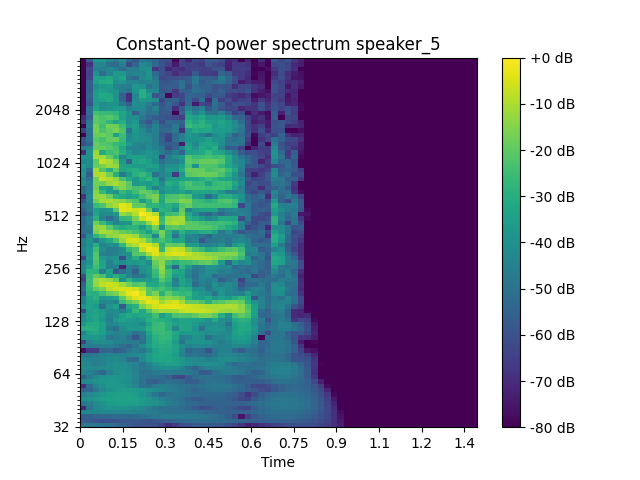 Constant-Q power spectrum speaker_5
+0 dB
2048
-10 dB
1024
-20 dB
512
-30 dB
Hz
-40 dB
256
-50 dB
128
-60 dB
64
-70 dB
32
-80 dB
0 0.15 0.3 0.45 0.6 0.75 0.9 1.1 1.2 1.4
Time